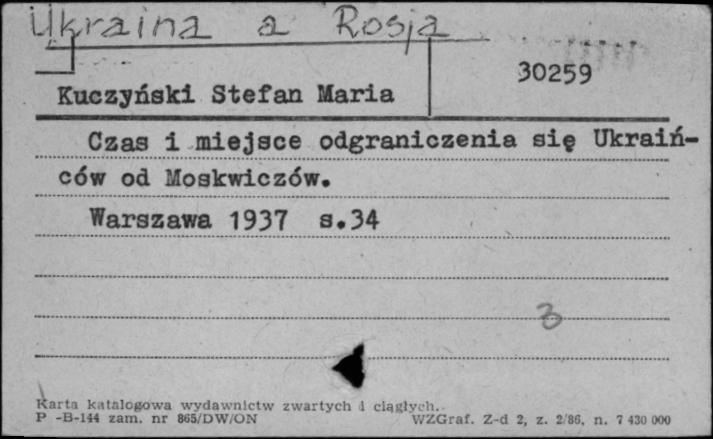 Ukraina a Rosja
30259
Kuczyński Stefan Maria
Czas i miejsce odgraniczenia się Ukraiń-
ców od Moskwiczów.
Warszawa 1937 s.34
3
Karta katalogowa wydawnictw zwartych i ciągłych.
P -B-144 zam. nr 865/DW/ON WZGraf. Z-d 2, z. 2/86, n. 7 430 000